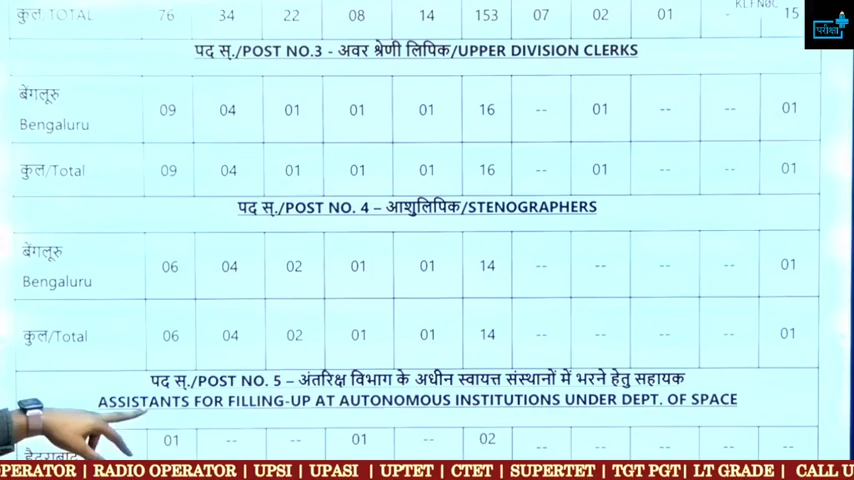 कुल/TOTAL 76 34 22 08 14 153 07 02 01 - 15
परीक्षा
पद स्./POST NO.3 - अवर श्रेणी लिपिक/UPPER DIVISION CLERKS
बेंगलूरु
Bengaluru 09 04 01 01 01 16 -- 01 -- -- 01
कुल/Total 09 04 01 01 01 16 -- 01 -- -- 01
पद स्./POST NO. 4 – आशुलिपिक/STENOGRAPHERS
बेंगलूरु
Bengaluru 06 04 02 01 01 14 -- -- -- -- 01
कुल/Total 06 04 02 01 01 14 -- -- -- -- 01
पद स्./POST NO. 5 – अंतरिक्ष विभाग के अधीन स्वायत्त संस्थानों में भरने हेतु सहायक
ASSISTANTS FOR FILLING-UP AT AUTONOMOUS INSTITUTIONS UNDER DEPT. OF SPACE
हैदराबाद 01 -- -- 01 -- 02 -- -- -- -- --
OPERATOR | RADIO OPERATOR | UPSI | UPASI | UPTET | CTET | SUPERTET | TGT PGT| LT GRADE | CALL U